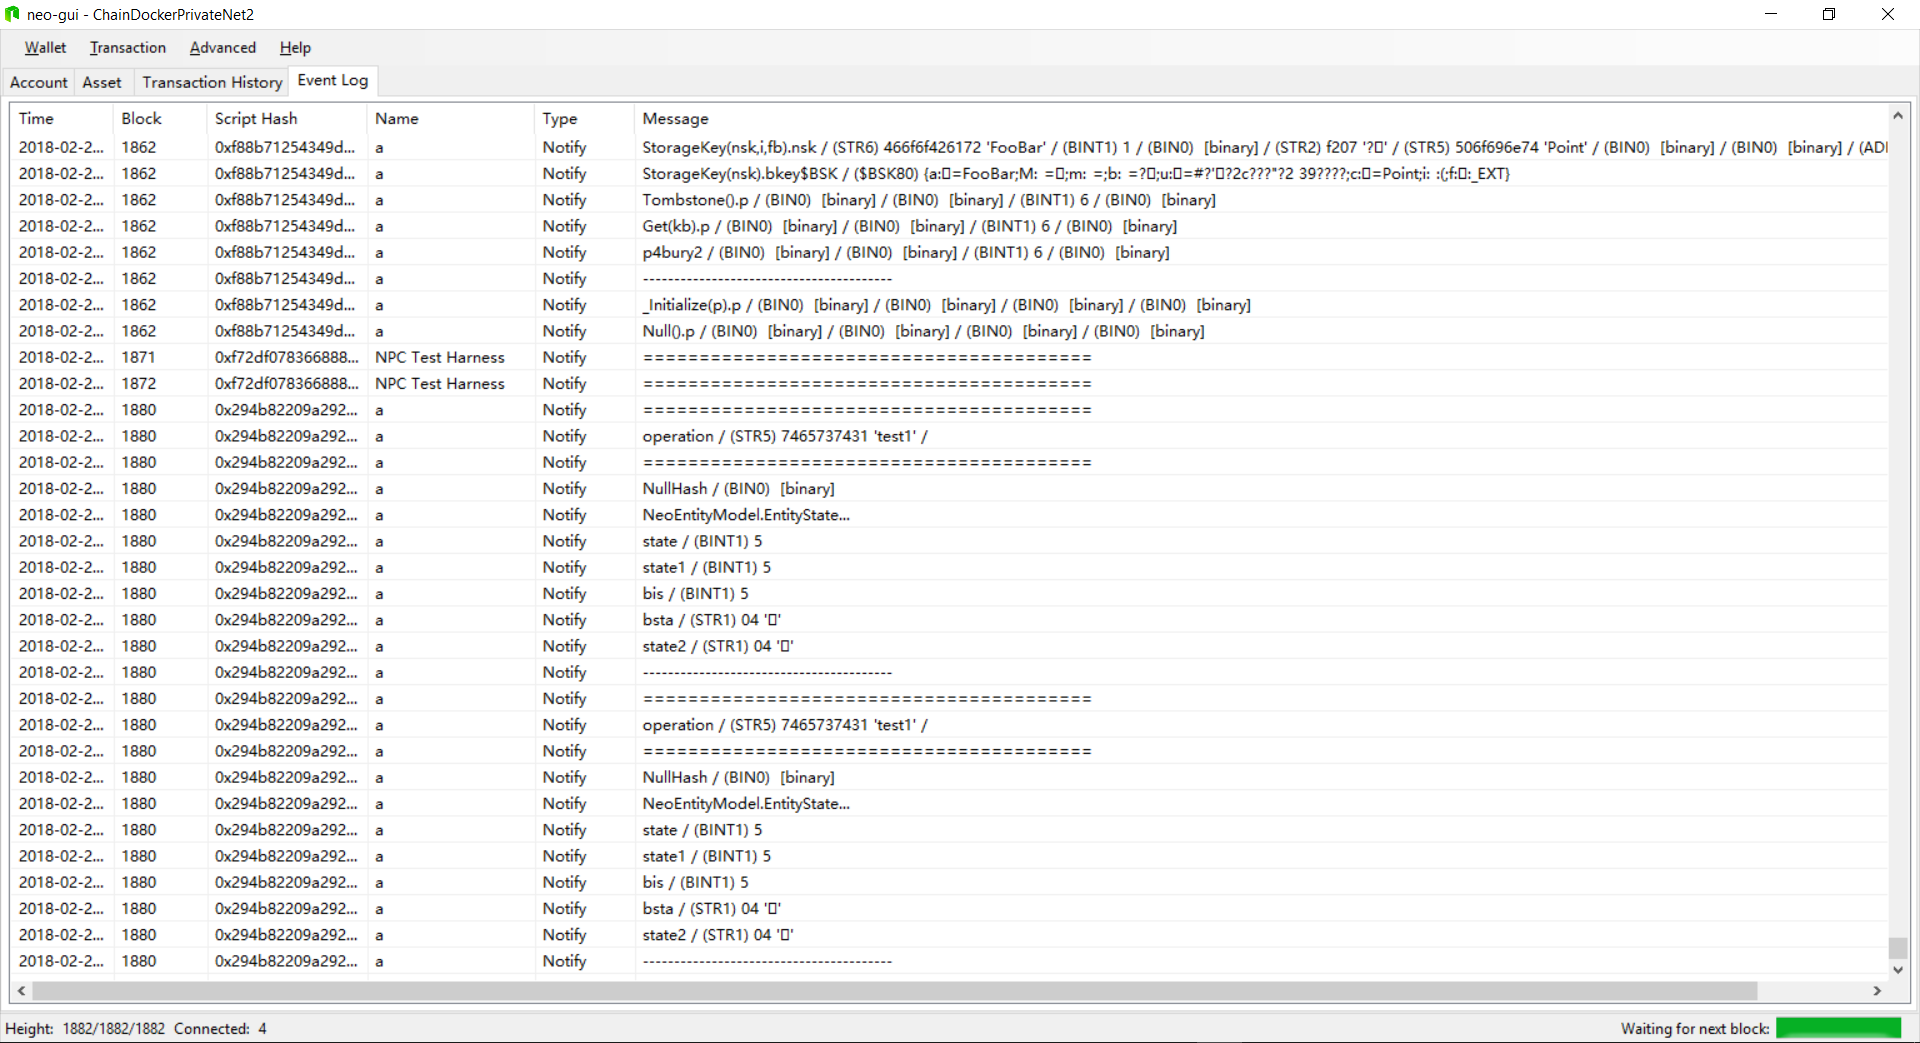 neo-gui - ChainDockerPrivateNet2
Wallet Transaction Advanced Help
Account Asset Transaction History Event Log
Time Block Script Hash Name Type Message
2018-02-2... 1862 0xf88b71254349d... a Notify StorageKey(nsk,i,fb).nsk / (STR6) 466f6f426172 'FooBar' / (BINT1) 1 / (BIN0) [binary] / (STR2) f207 '?▯' / (STR5) 506f696e74 'Point' / (BIN0) [binary] / (BIN0) [binary] / (ADI
2018-02-2... 1862 0xf88b71254349d... a Notify StorageKey(nsk).bkey$BSK / ($BSK80) {a:▯=FooBar;M: =▯;m: =;b: =?▯;u:▯=#?'▯?2c???"?2 39????;c:▯=Point;i: :(;f:▯:_EXT}
2018-02-2... 1862 0xf88b71254349d... a Notify Tombstone().p / (BIN0) [binary] / (BIN0) [binary] / (BINT1) 6 / (BIN0) [binary]
2018-02-2... 1862 0xf88b71254349d... a Notify Get(kb).p / (BIN0) [binary] / (BIN0) [binary] / (BINT1) 6 / (BIN0) [binary]
2018-02-2... 1862 0xf88b71254349d... a Notify p4bury2 / (BIN0) [binary] / (BIN0) [binary] / (BINT1) 6 / (BIN0) [binary]
2018-02-2... 1862 0xf88b71254349d... a Notify ----------------------------------------
2018-02-2... 1862 0xf88b71254349d... a Notify _Initialize(p).p / (BIN0) [binary] / (BIN0) [binary] / (BIN0) [binary] / (BIN0) [binary]
2018-02-2... 1862 0xf88b71254349d... a Notify Null().p / (BIN0) [binary] / (BIN0) [binary] / (BIN0) [binary] / (BIN0) [binary]
2018-02-2... 1871 0xf72df078366888... NPC Test Harness Notify ========================================
2018-02-2... 1872 0xf72df078366888... NPC Test Harness Notify ========================================
2018-02-2... 1880 0x294b82209a292... a Notify ========================================
2018-02-2... 1880 0x294b82209a292... a Notify operation / (STR5) 7465737431 'test1' /
2018-02-2... 1880 0x294b82209a292... a Notify ========================================
2018-02-2... 1880 0x294b82209a292... a Notify NullHash / (BIN0) [binary]
2018-02-2... 1880 0x294b82209a292... a Notify NeoEntityModel.EntityState...
2018-02-2... 1880 0x294b82209a292... a Notify state / (BINT1) 5
2018-02-2... 1880 0x294b82209a292... a Notify state1 / (BINT1) 5
2018-02-2... 1880 0x294b82209a292... a Notify bis / (BINT1) 5
2018-02-2... 1880 0x294b82209a292... a Notify bsta / (STR1) 04 '▯'
2018-02-2... 1880 0x294b82209a292... a Notify state2 / (STR1) 04 '▯'
2018-02-2... 1880 0x294b82209a292... a Notify ----------------------------------------
2018-02-2... 1880 0x294b82209a292... a Notify ========================================
2018-02-2... 1880 0x294b82209a292... a Notify operation / (STR5) 7465737431 'test1' /
2018-02-2... 1880 0x294b82209a292... a Notify ========================================
2018-02-2... 1880 0x294b82209a292... a Notify NullHash / (BIN0) [binary]
2018-02-2... 1880 0x294b82209a292... a Notify NeoEntityModel.EntityState...
2018-02-2... 1880 0x294b82209a292... a Notify state / (BINT1) 5
2018-02-2... 1880 0x294b82209a292... a Notify state1 / (BINT1) 5
2018-02-2... 1880 0x294b82209a292... a Notify bis / (BINT1) 5
2018-02-2... 1880 0x294b82209a292... a Notify bsta / (STR1) 04 '▯'
2018-02-2... 1880 0x294b82209a292... a Notify state2 / (STR1) 04 '▯'
2018-02-2... 1880 0x294b82209a292... a Notify ----------------------------------------
Height: 1882/1882/1882 Connected: 4 Waiting for next block: